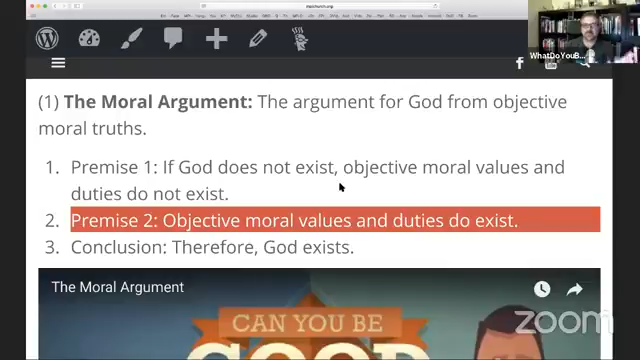 WhatDoYouB...
(1) The Moral Argument: The argument for God from objective
moral truths.
1. Premise 1: If God does not exist, objective moral values and
duties do not exist.
2. Premise 2: Objective moral values and duties do exist.
3. Conclusion: Therefore, God exists.
The Moral Argument
CAN YOU BE
GOOD
zoom